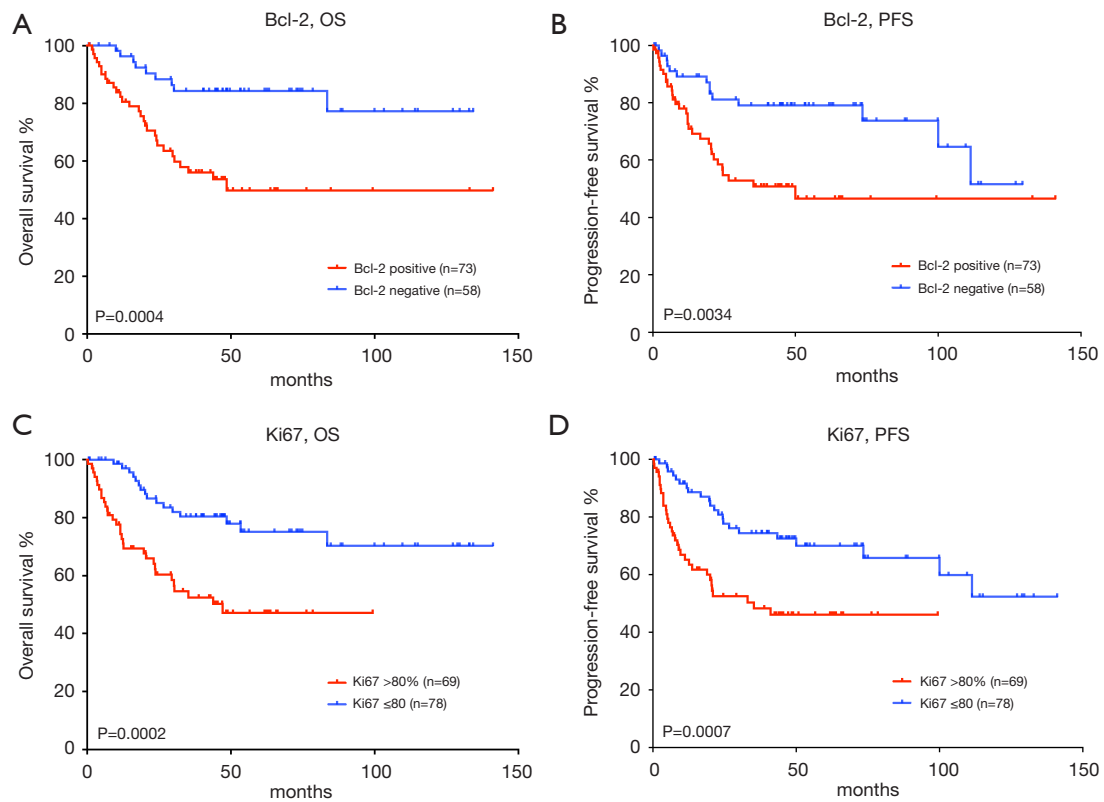 A
Bcl-2, OS
Overall survival %
100
80
60
40
20
0
Bcl-2 positive (n=73)
Bcl-2 negative (n=58)
P=0.0004
0 50 100 150
months
B
Bcl-2, PFS
Progression-free survival %
100
80
60
40
20
0
Bcl-2 positive (n=73)
Bcl-2 negative (n=58)
P=0.0034
0 50 100 150
months
C
Ki67, OS
Overall survival %
100
80
60
40
20
0
Ki67 >80% (n=69)
Ki67 ≤80 (n=78)
P=0.0002
0 50 100 150
months
D
Ki67, PFS
Progression-free survival %
100
80
60
40
20
0
Ki67 >80% (n=69)
Ki67 ≤80 (n=78)
P=0.0007
0 50 100 150
months